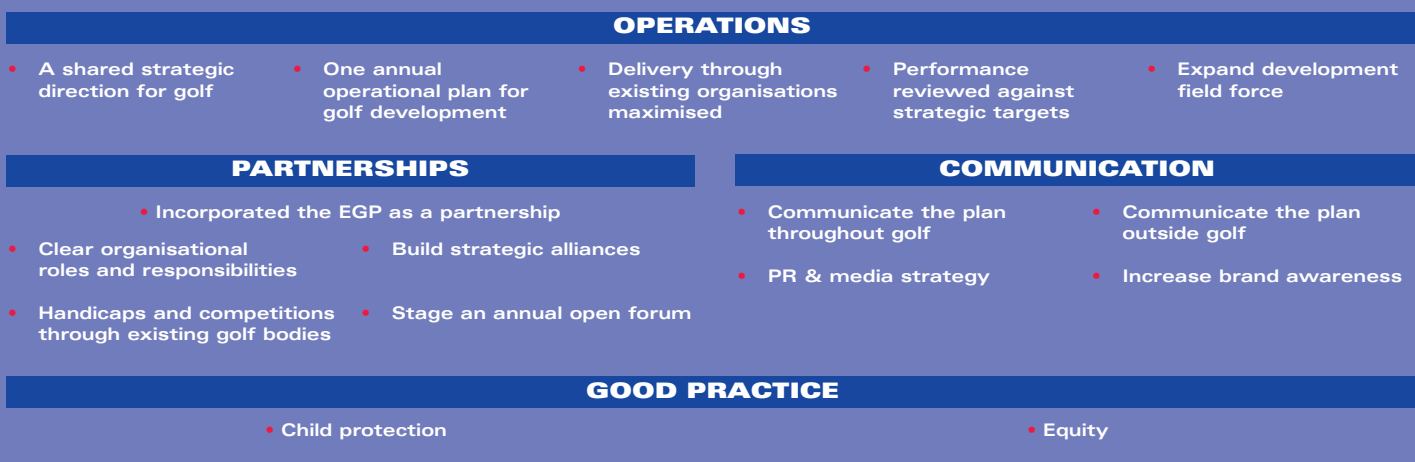 OPERATIONS
• A shared strategic
direction for golf
• One annual
operational plan for
golf development
• Delivery through
existing organisations
maximised
• Performance
reviewed against
strategic targets
• Expand development
field force
PARTNERSHIPS
• Incorporated the EGP as a partnership
• Clear organisational
roles and responsibilities
• Build strategic alliances
• Handicaps and competitions
through existing golf bodies
• Stage an annual open forum
COMMUNICATION
• Communicate the plan
throughout golf
• Communicate the plan
outside golf
• PR & media strategy
• Increase brand awareness
GOOD PRACTICE
• Child protection
• Equity